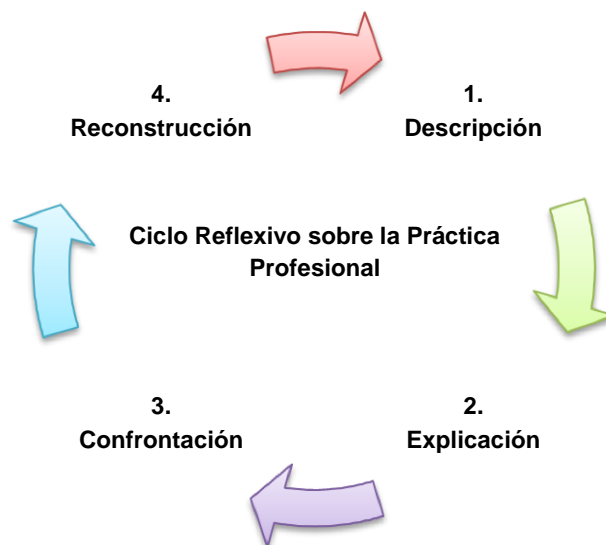 4.
Reconstrucción
1.
Descripción
Ciclo Reflexivo sobre la Práctica
Profesional
3.
Confrontación
2.
Explicación